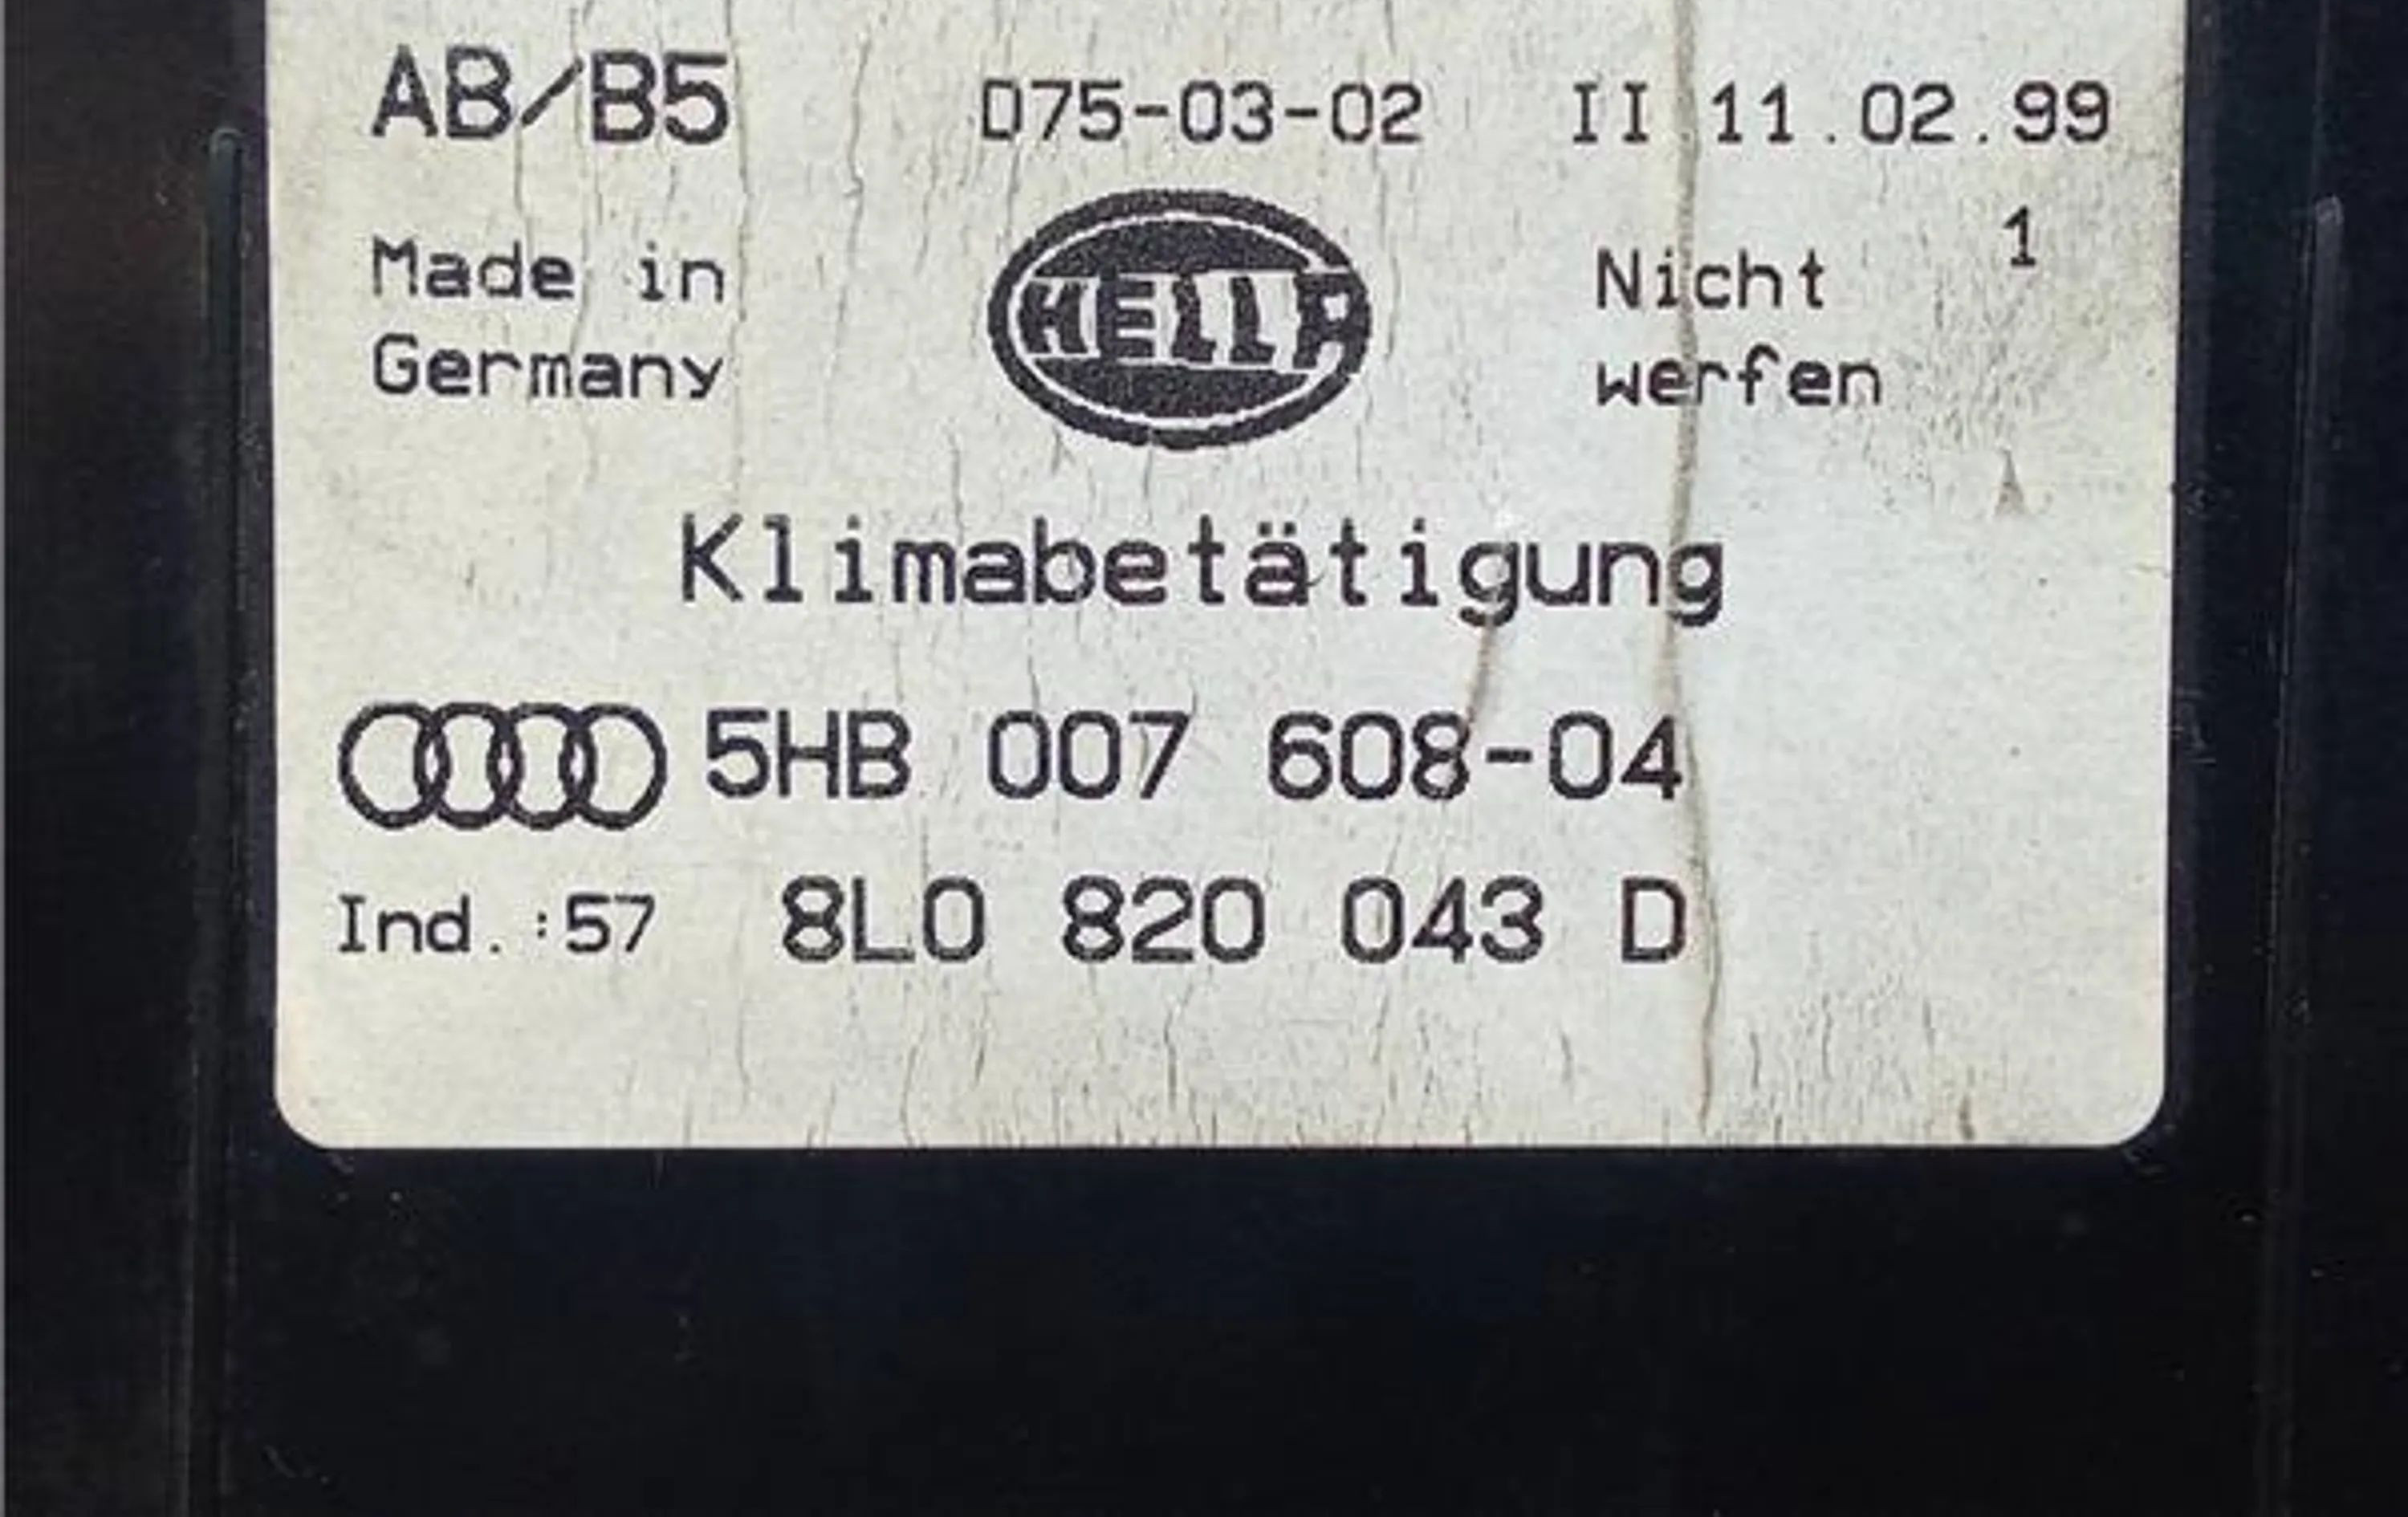 AB/B5 D75-03-02 II 11.02.99
1
Made in HELLA Nicht
Germany werfen
Klimabetätigung
5HB 007 608-04
Ind.:57 8L0 820 043 D